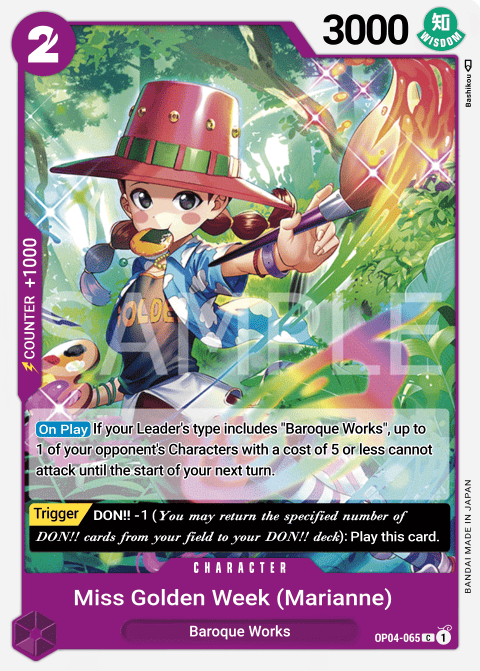 2
3000
知
WISDOM
Bashikou
COUNTER +1000
GOLDE
SAMPLE
On Play If your Leader's type includes "Baroque Works", up to
1 of your opponent's Characters with a cost of 5 or less cannot
attack until the start of your next turn.
Trigger DON!! -1 (You may return the specified number of
DON!! cards from your field to your DON!! deck): Play this card.
BANDAI MADE IN JAPAN
CHARACTER
Miss Golden Week (Marianne)
Baroque Works
OP04-065 C 1